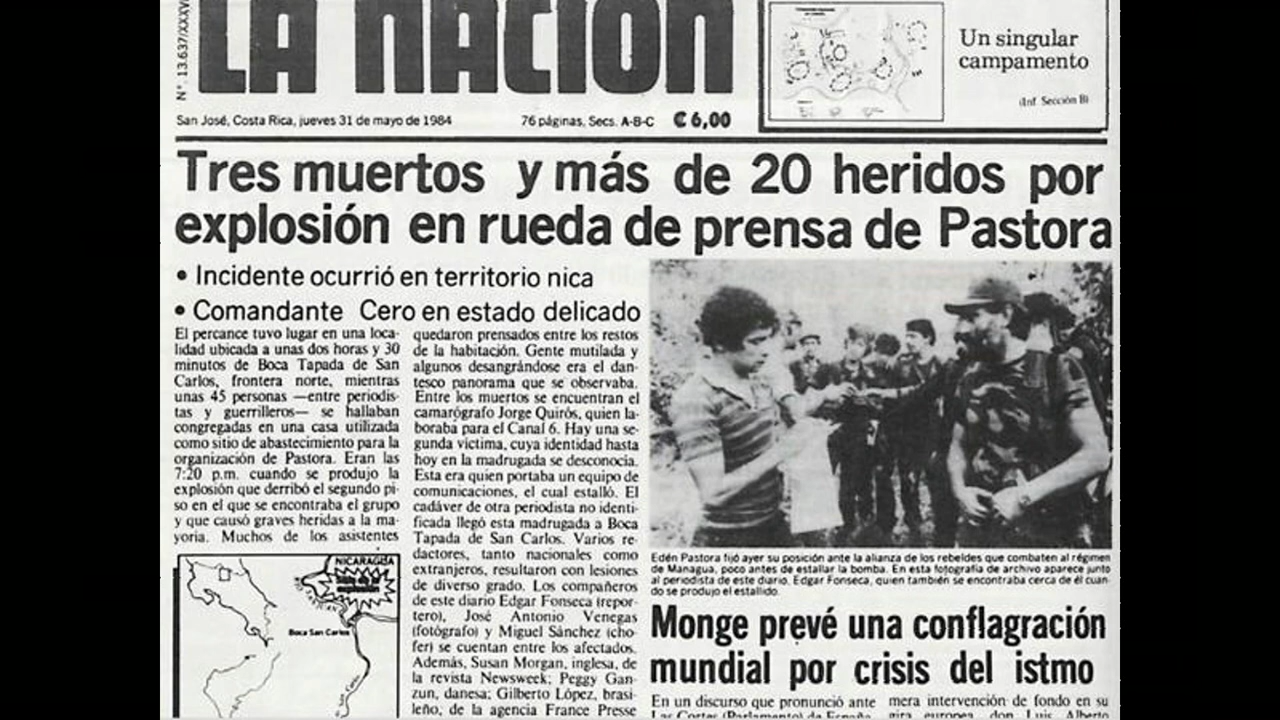 Nº 13.637/XXXVI
LA NACION
San José, Costa Rica, jueves 31 de mayo de 1984
76 páginas, Secs. A-B-C ₡ 6,00
Un singular
campamento
(Inf. Sección B)
Tres muertos y más de 20 heridos por
explosión en rueda de prensa de Pastora
• Incidente ocurrió en territorio nica
• Comandante Cero en estado delicado
El percance tuvo lugar en una loca-
lidad ubicada a unas dos horas y 30
minutos de Boca Tapada de San
Carlos, frontera norte, mientras
unas 45 personas —entre periodis-
tas y guerrilleros— se hallaban
congregadas en una casa utilizada
como sitio de abastecimiento para la
organización de Pastora. Eran las
7:20 p.m. cuando se produjo la
explosión que derribó el segundo pi-
so en el que se encontraba el grupo
y que causó graves heridas a la ma-
yoria. Muchos de los asistentes
NICARAGUA
Boca San Carlos
quedaron prensados entre los restos
de la habitación. Gente mutilada y
algunos desangrándose era el dan-
tesco panorama que se observaba.
Entre los muertos se encuentran el
camarógrafo Jorge Quirós, quien la-
boraba para el Canal 6. Hay una se-
gunda víctima, cuya identidad hasta
hoy en la madrugada se desconocía.
Esta era quien portaba un equipo de
comunicaciones, el cual estalló. El
cadáver de otra periodista no identi-
ficada llegó esta madrugada a Boca
Tapada de San Carlos. Varios re-
dactores, tanto nacionales como
extranjeros, resultaron con lesiones
de diverso grado. Los compañeros
de este diario Edgar Fonseca (repor-
tero), José Antonio Venegas
(fotógrafo) y Miguel Sánchez (cho-
fer) se cuentan entre los afectados.
Además, Susan Morgan, inglesa, de
la revista Newsweek; Peggy Gan-
zun, danesa; Gilberto López, brasi-
leño, de la agencia France Presse
Edén Pastora fijó ayer su posición ante la alianza de los rebeldes que combaten al régimen
de Managua, poco antes de estallar la bomba. En esta fotografía de archivo aparece junto
al periodista de este diario, Edgar Fonseca, quien también se encontraba cerca de él cuan-
do se produjo el estallido.
Monge prevé una conflagración
mundial por crisis del istmo
En un discurso que pronunció ante
Las Cortes (Parlamento) de España
mera intervención de fondo en su
gira europea, don Luis Alberto